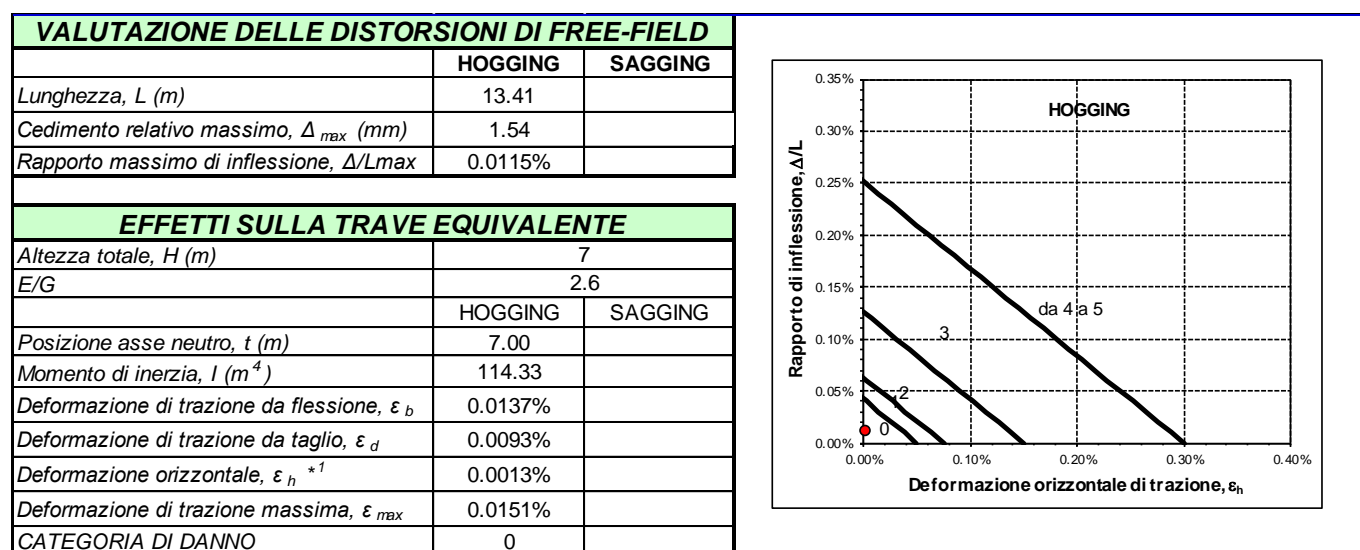 VALUTAZIONE DELLE DISTORSIONI DI FREE-FIELD
HOGGING SAGGING
Lunghezza, L (m) 13.41
Cedimento relativo massimo, Δ max (mm) 1.54
Rapporto massimo di inflessione, Δ/Lmax 0.0115%
EFFETTI SULLA TRAVE EQUIVALENTE
Altezza totale, H (m) 7
E/G 2.6
HOGGING SAGGING
Posizione asse neutro, t (m) 7.00
Momento di inerzia, I (m⁴) 114.33
Deformazione di trazione da flessione, ε b 0.0137%
Deformazione di trazione da taglio, ε d 0.0093%
Deformazione orizzontale, ε h *¹ 0.0013%
Deformazione di trazione massima, ε max 0.0151%
CATEGORIA DI DANNO 0
HOGGING
Rapporto di inflessione, Δ/L
0.35%
0.30%
0.25%
0.20%
0.15%
0.10%
0.05%
0.00%
da 4 a 5
3
2
1
0
0.00% 0.10% 0.20% 0.30% 0.40%
Deformazione orizzontale di trazione, εh